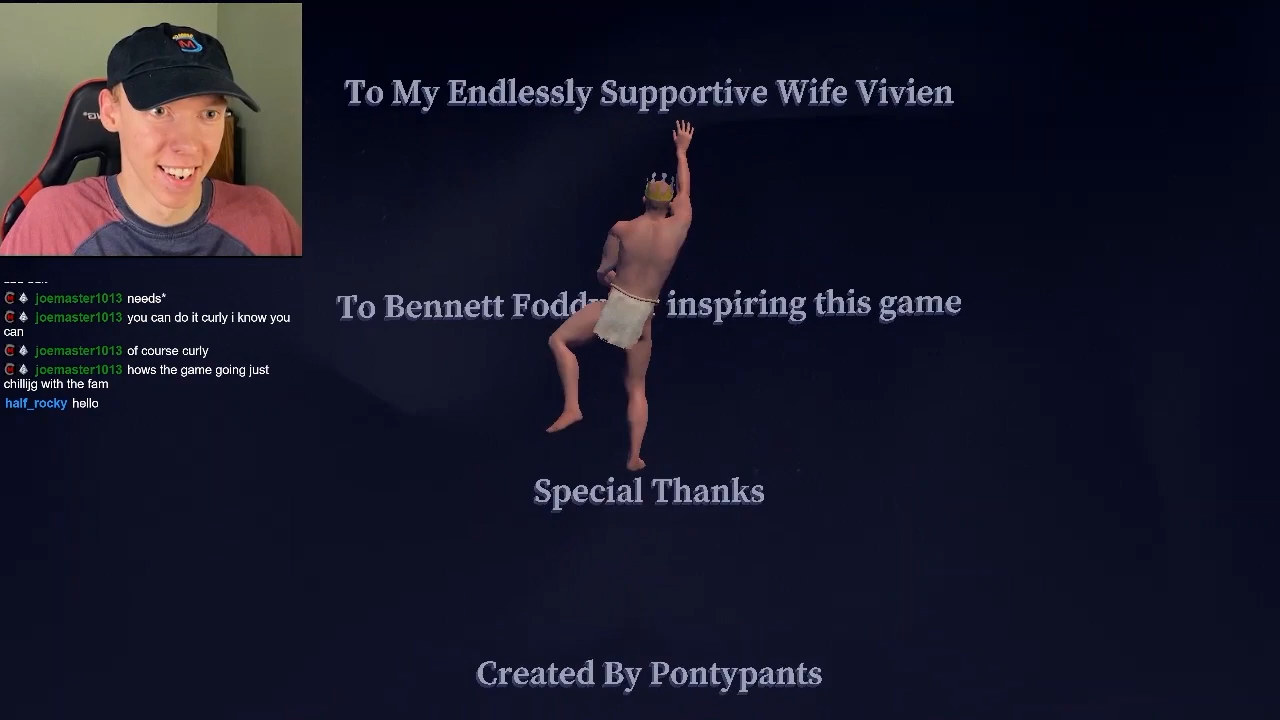 To My Endlessly Supportive Wife Vivien
To Bennett Foddy inspiring this game
Special Thanks
Created By Pontypants
joemaster1013 needs*
joemaster1013 you can do it curly i know you
can
joemaster1013 of course curly
joemaster1013 hows the game going just
chillijg with the fam
half_rocky hello
M